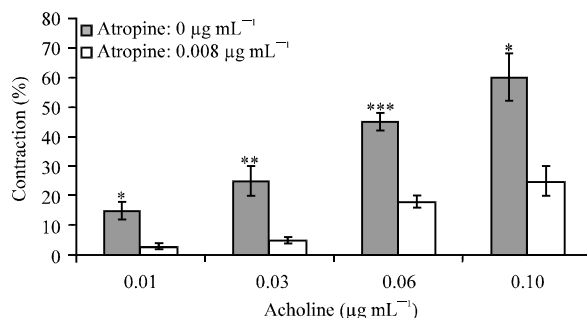 Atropine: 0 µg mL⁻¹
Atropine: 0.008 µg mL⁻¹
80
70
60
50
40
30
20
10
0
Contraction (%)
*
**
***
*
0.01 0.03 0.06 0.10
Acholine (µg mL⁻¹)